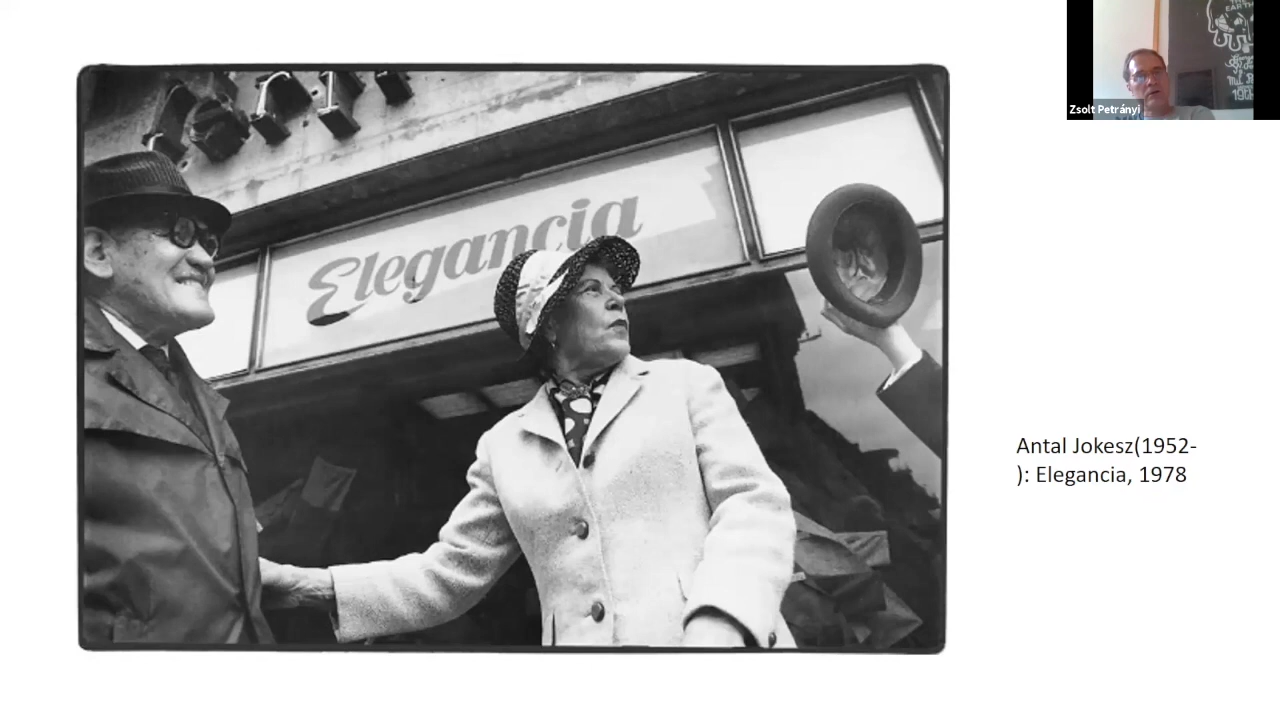 Elegancia
Zsolt Petrányi
Antal Jokesz(1952-
): Elegancia, 1978